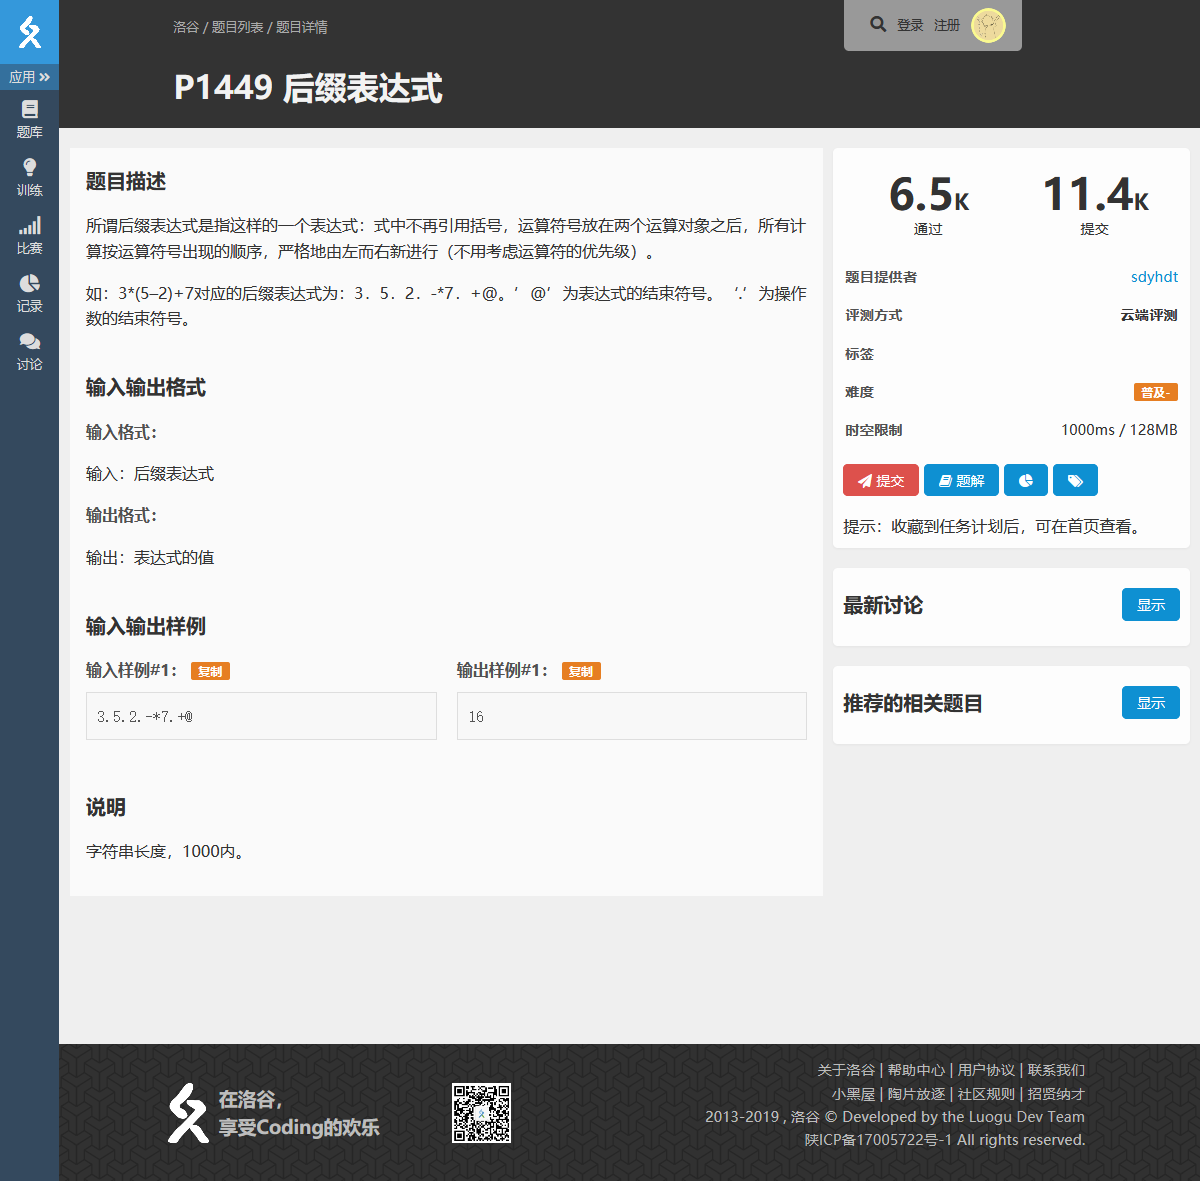 洛谷 / 题目列表 / 题目详情
登录 注册
P1449 后缀表达式
应用
题库
训练
比赛
记录
讨论
题目描述
所谓后缀表达式是指这样的一个表达式：式中不再引用括号，运算符号放在两个运算对象之后，所有计
算按运算符号出现的顺序，严格地由左而右新进行（不用考虑运算符的优先级）。
如：3*(5–2)+7对应的后缀表达式为：3．5．2．-*7．+@。’@’为表达式的结束符号。‘.’为操作
数的结束符号。
输入输出格式
输入格式：
输入：后缀表达式
输出格式：
输出：表达式的值
输入输出样例
输入样例#1： 复制
3.5.2.-*7.+@
输出样例#1： 复制
16
说明
字符串长度，1000内。
6.5K
通过
11.4K
提交
题目提供者 sdyhdt
评测方式 云端评测
标签
难度 普及-
时空限制 1000ms / 128MB
提交 题解
提示：收藏到任务计划后，可在首页查看。
最新讨论 显示
推荐的相关题目 显示
在洛谷，
享受Coding的欢乐
关于洛谷 | 帮助中心 | 用户协议 | 联系我们
小黑屋 | 陶片放逐 | 社区规则 | 招贤纳才
2013-2019 , 洛谷 © Developed by the Luogu Dev Team
陕ICP备17005722号-1 All rights reserved.